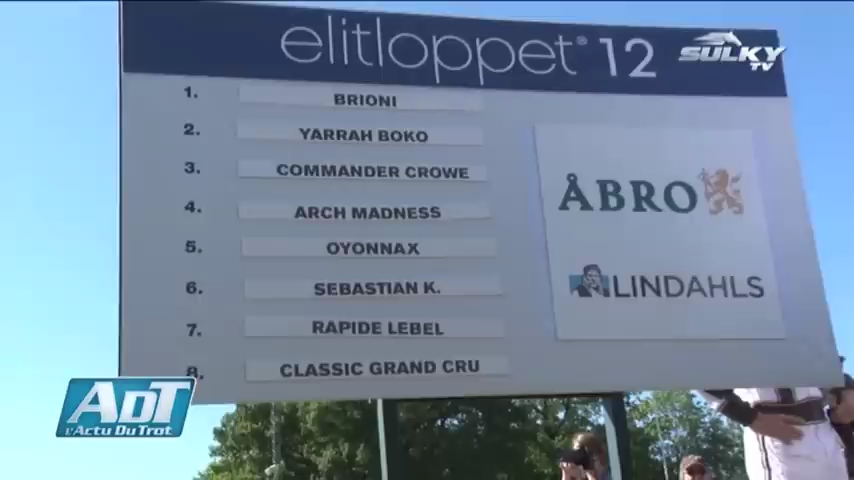 elitloppet® 12
SULKY TV
1. BRIONI
2. YARRAH BOKO
3. COMMANDER CROWE
4. ARCH MADNESS
5. OYONNAX
6. SEBASTIAN K.
7. RAPIDE LEBEL
8. CLASSIC GRAND CRU
ÅBRO
LINDAHLS
ADT
l'Actu Du Trot